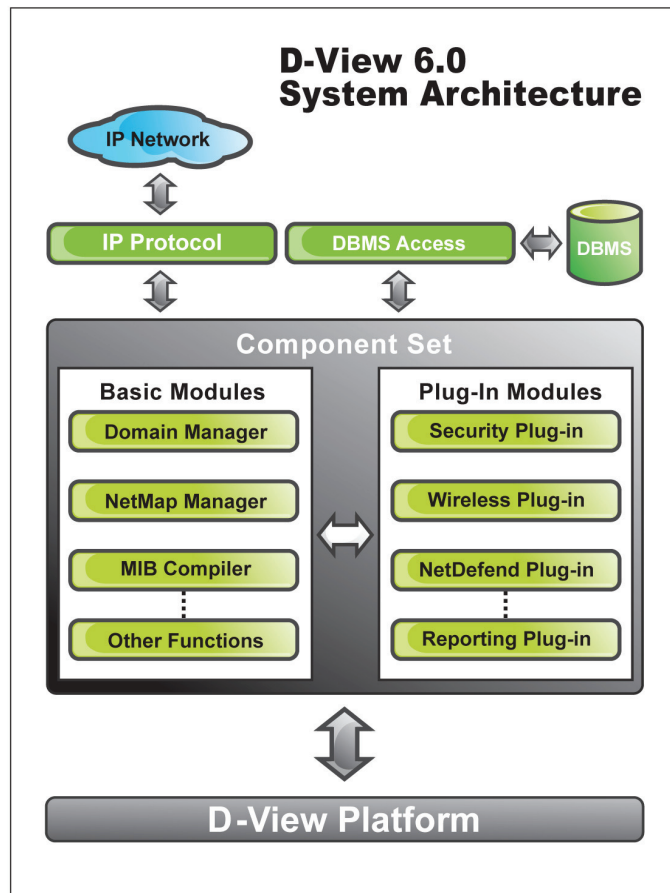 D-View 6.0
System Architecture
IP Network
IP Protocol
DBMS Access
DBMS
Component Set
Basic Modules
Domain Manager
NetMap Manager
MIB Compiler
Other Functions
Plug-In Modules
Security Plug-in
Wireless Plug-in
NetDefend Plug-in
Reporting Plug-in
D-View Platform